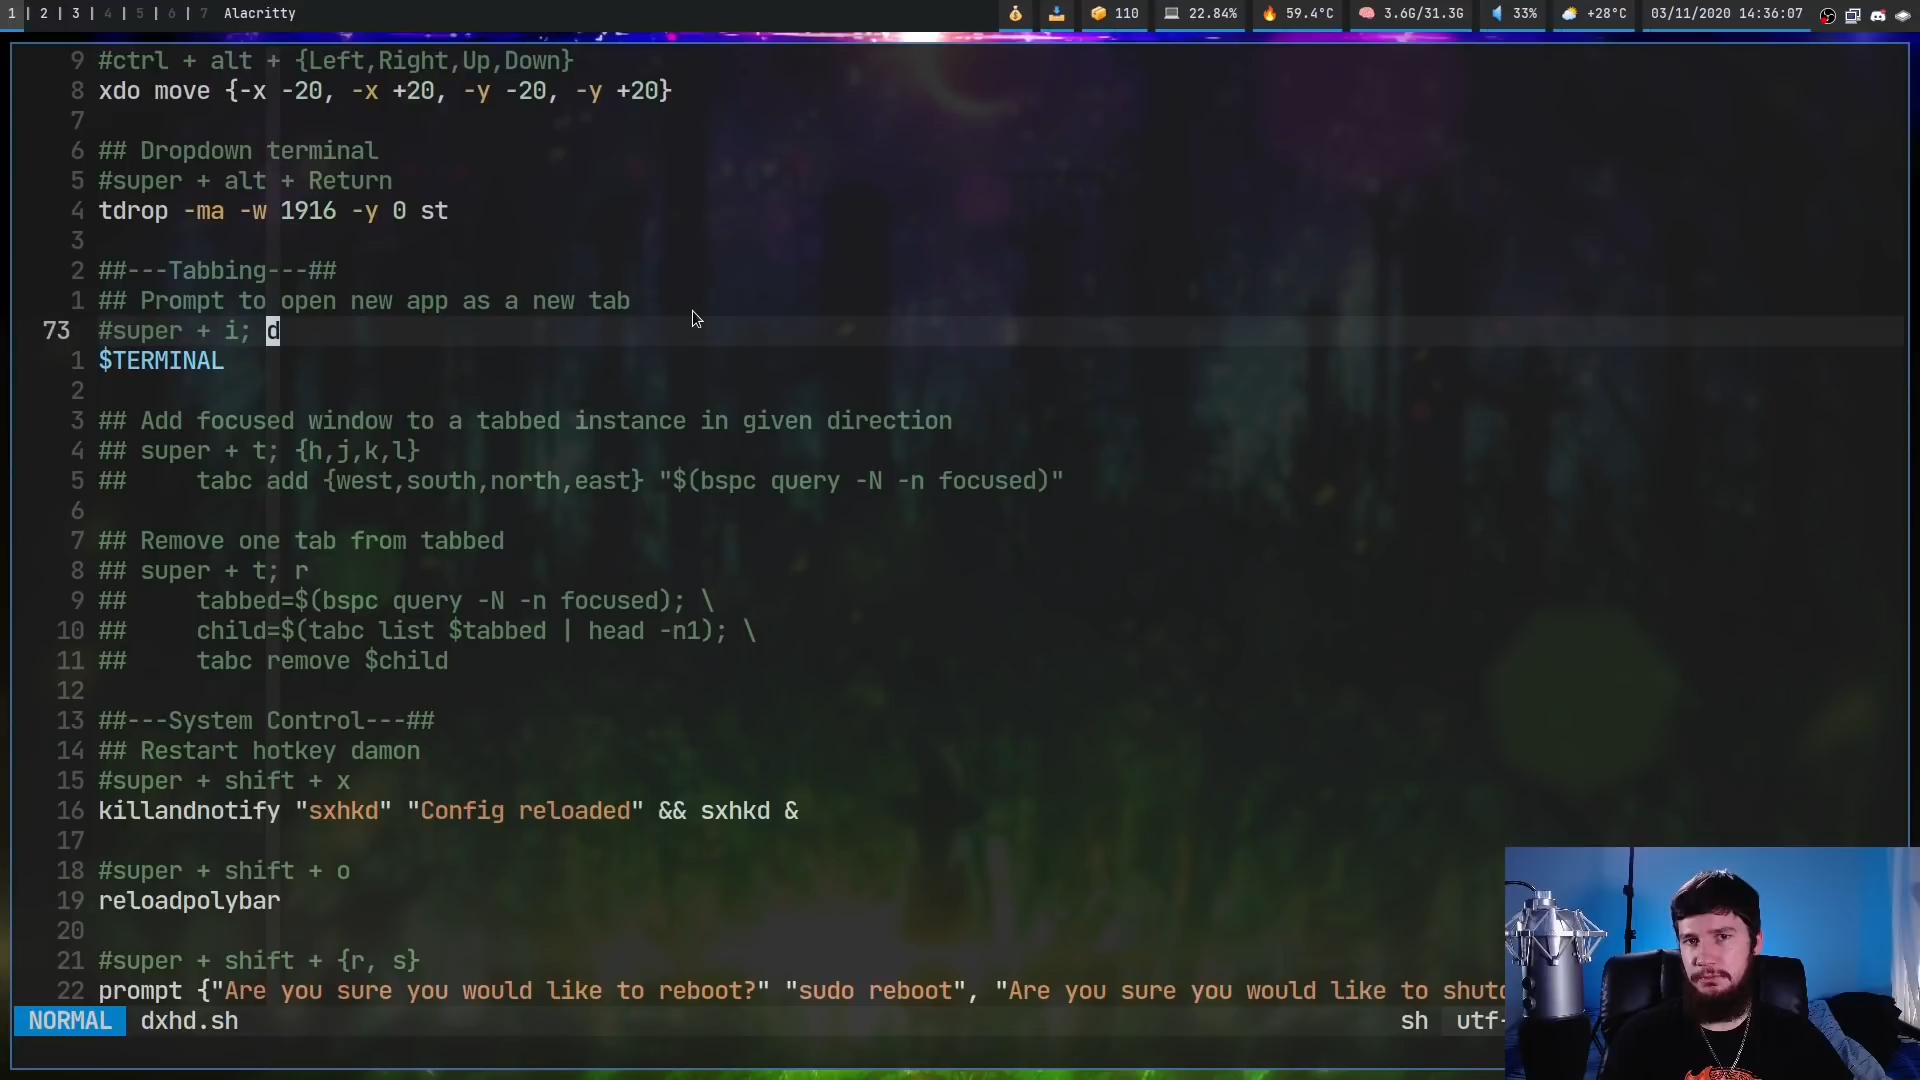 1 | 2 | 3 | 4 | 5 | 6 | 7 Alacritty 110 22.84% 59.4°C 3.6G/31.3G 33% +28°C 03/11/2020 14:36:07
9 #ctrl + alt + {Left,Right,Up,Down}
8 xdo move {-x -20, -x +20, -y -20, -y +20}
7
6 ## Dropdown terminal
5 #super + alt + Return
4 tdrop -ma -w 1916 -y 0 st
3
2 ##---Tabbing---##
1 ## Prompt to open new app as a new tab
73 #super + i; d
1 $TERMINAL
2
3 ## Add focused window to a tabbed instance in given direction
4 ## super + t; {h,j,k,l}
5 ##     tabc add {west,south,north,east} "$(bspc query -N -n focused)"
6
7 ## Remove one tab from tabbed
8 ## super + t; r
9 ##     tabbed=$(bspc query -N -n focused); \
10 ##     child=$(tabc list $tabbed | head -n1); \
11 ##     tabc remove $child
12
13 ##---System Control---##
14 ## Restart hotkey damon
15 #super + shift + x
16 killandnotify "sxhkd" "Config reloaded" && sxhkd &
17
18 #super + shift + o
19 reloadpolybar
20
21 #super + shift + {r, s}
22 prompt {"Are you sure you would like to reboot?" "sudo reboot", "Are you sure you would like to shut
NORMAL dxhd.sh sh utf-